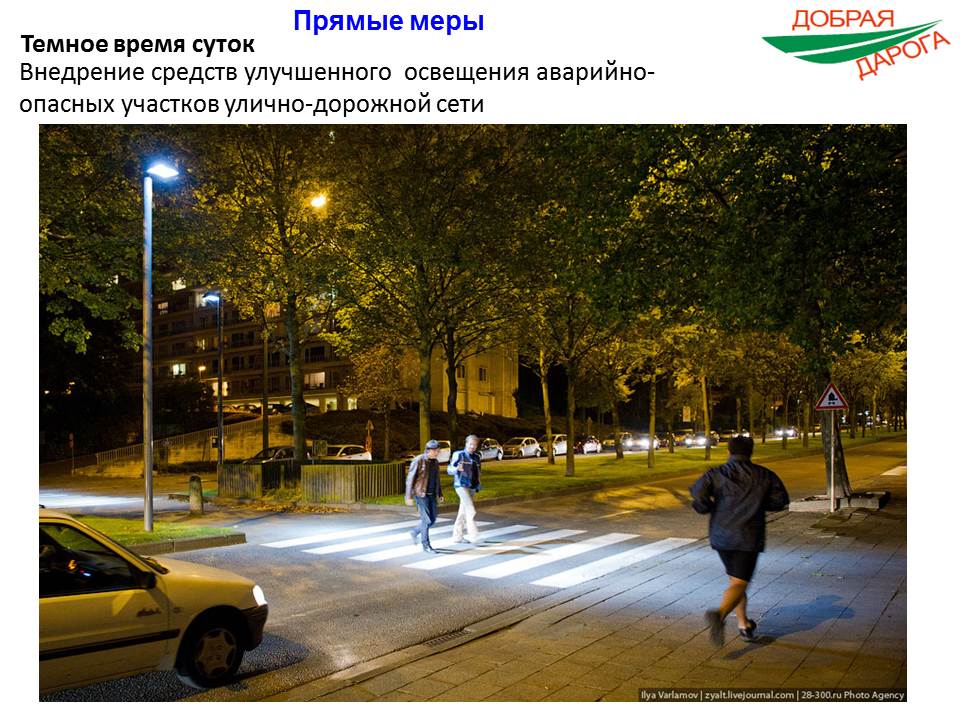 Прямые меры
ДОБРАЯ
ДАРОГА
Темное время суток
Внедрение средств улучшенного освещения аварийно-
опасных участков улично-дорожной сети
Ilya Varlamov | zyalt.livejournal.com | 28-300.ru Photo Agency